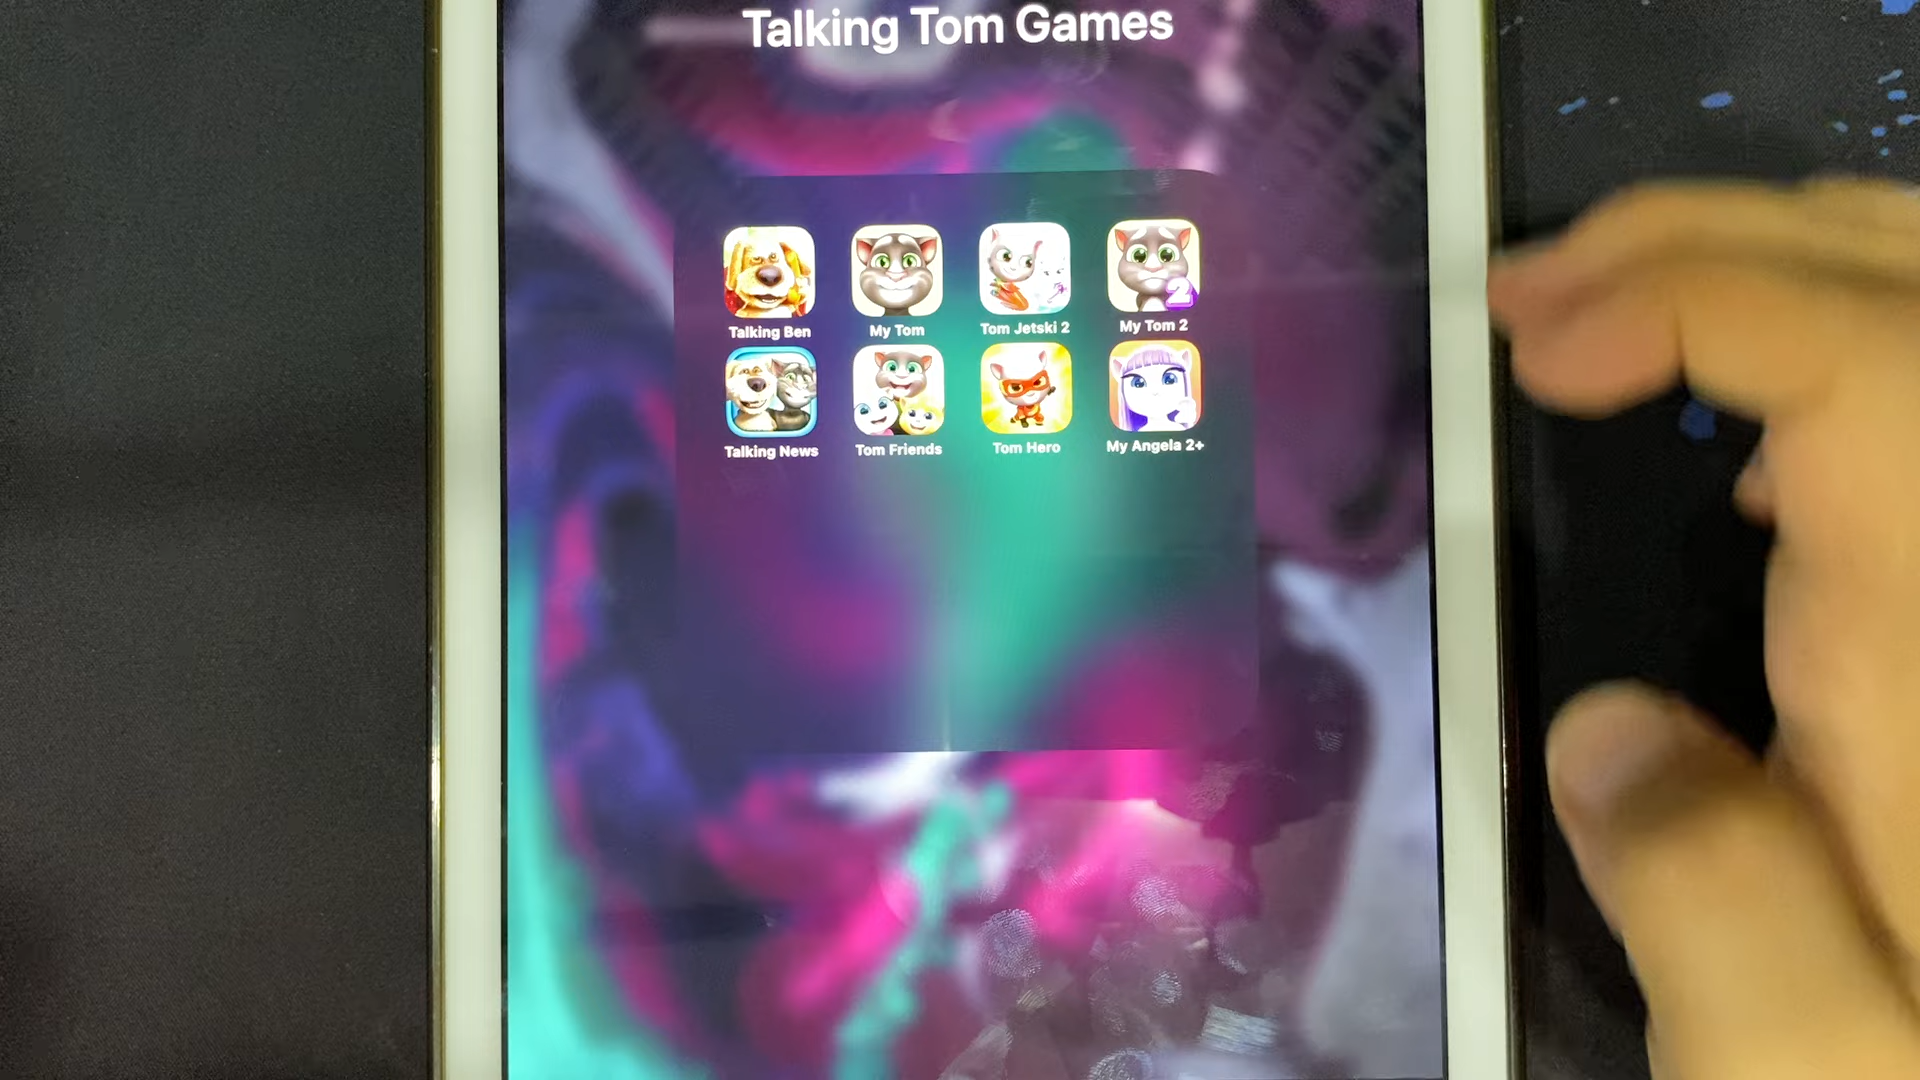 Talking Tom Games
Talking Ben
My Tom
Tom Jetski 2
2
My Tom 2
Talking News
Tom Friends
Tom Hero
My Angela 2+